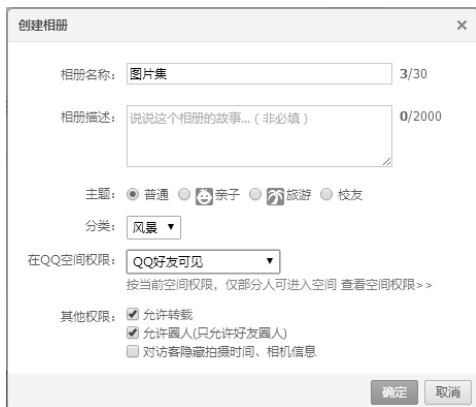 创建相册 ×
相册名称： 图片集 3/30
相册描述： 说说这个相册的故事...（非必填） 0/2000
主题： 普通 亲子 旅游 校友
分类： 风景
在QQ空间权限： QQ好友可见
按当前空间权限，仅部分人可进入空间 查看空间权限>>
其他权限： 允许转载
允许圈人(只允许好友圈人)
对访客隐藏拍摄时间、相机信息
确定 取消